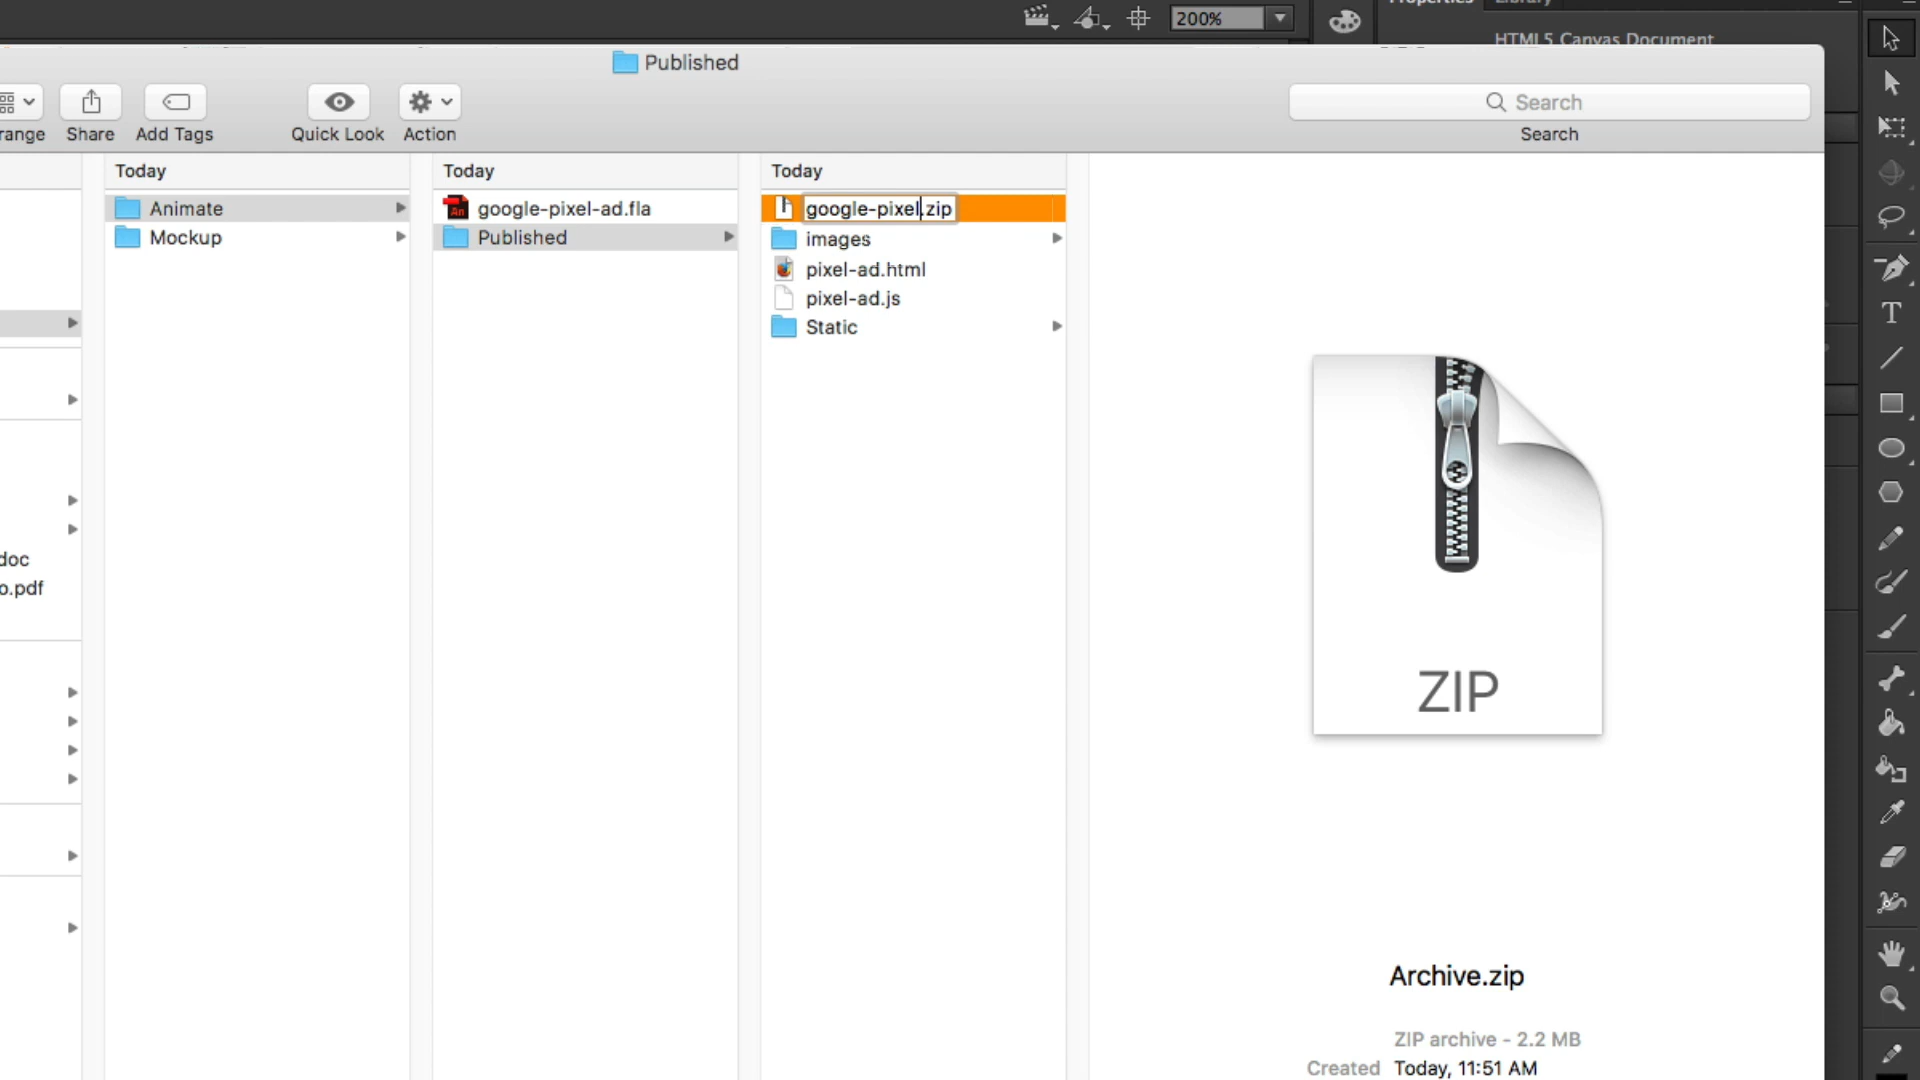 200%
Properties Library
HTML5 Canvas Document
Published
range Share Add Tags Quick Look Action
Search
Search
Today
Animate
Mockup
Today
google-pixel-ad.fla
Published
Today
google-pixel.zip
images
pixel-ad.html
pixel-ad.js
Static
doc
o.pdf
ZIP
Archive.zip
ZIP archive - 2.2 MB
Created Today, 11:51 AM